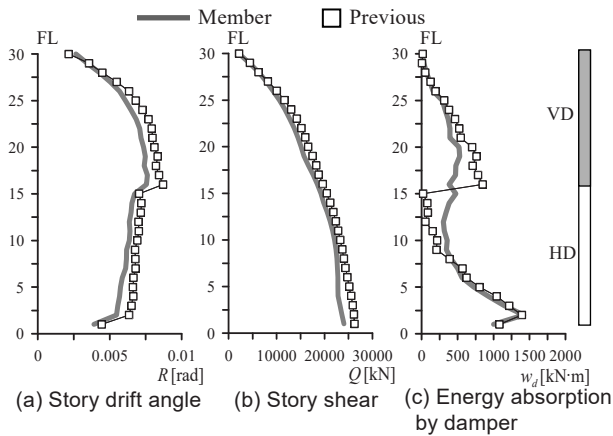 Member Previous
FL FL FL
30 30 30
25 25 25
20 20 20
15 15 15
10 10 10
5 5 5
0 0 0
0 0.005 0.01
0 10000 20000 30000
0 500 1000 1500 2000
R [rad] Q [kN] w_d [kN·m]
VD
HD
(a) Story drift angle (b) Story shear (c) Energy absorption
by damper